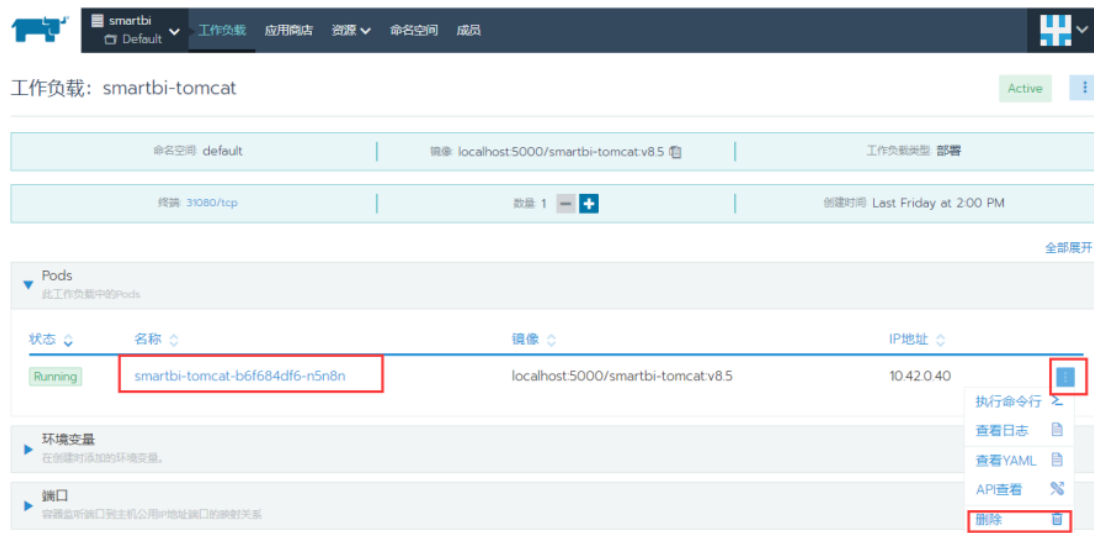 smartbi
Default
工作负载 应用商店 资源 命名空间 成员
工作负载：smartbi-tomcat
Active
命名空间: default
镜像: localhost:5000/smartbi-tomcat:v8.5
工作负载类型: 部署
终端: 31080/tcp
数量: 1
创建时间: Last Friday at 2:00 PM
全部展开
Pods
此工作负载中的Pods
状态 名称 镜像 IP地址
Running smartbi-tomcat-b6f684df6-n5n8n localhost:5000/smartbi-tomcat:v8.5 10.42.0.40
执行命令行
查看日志
查看YAML
API查看
删除
环境变量
在创建时添加的环境变量。
端口
容器监听端口到主机公用IP地址端口的映射关系